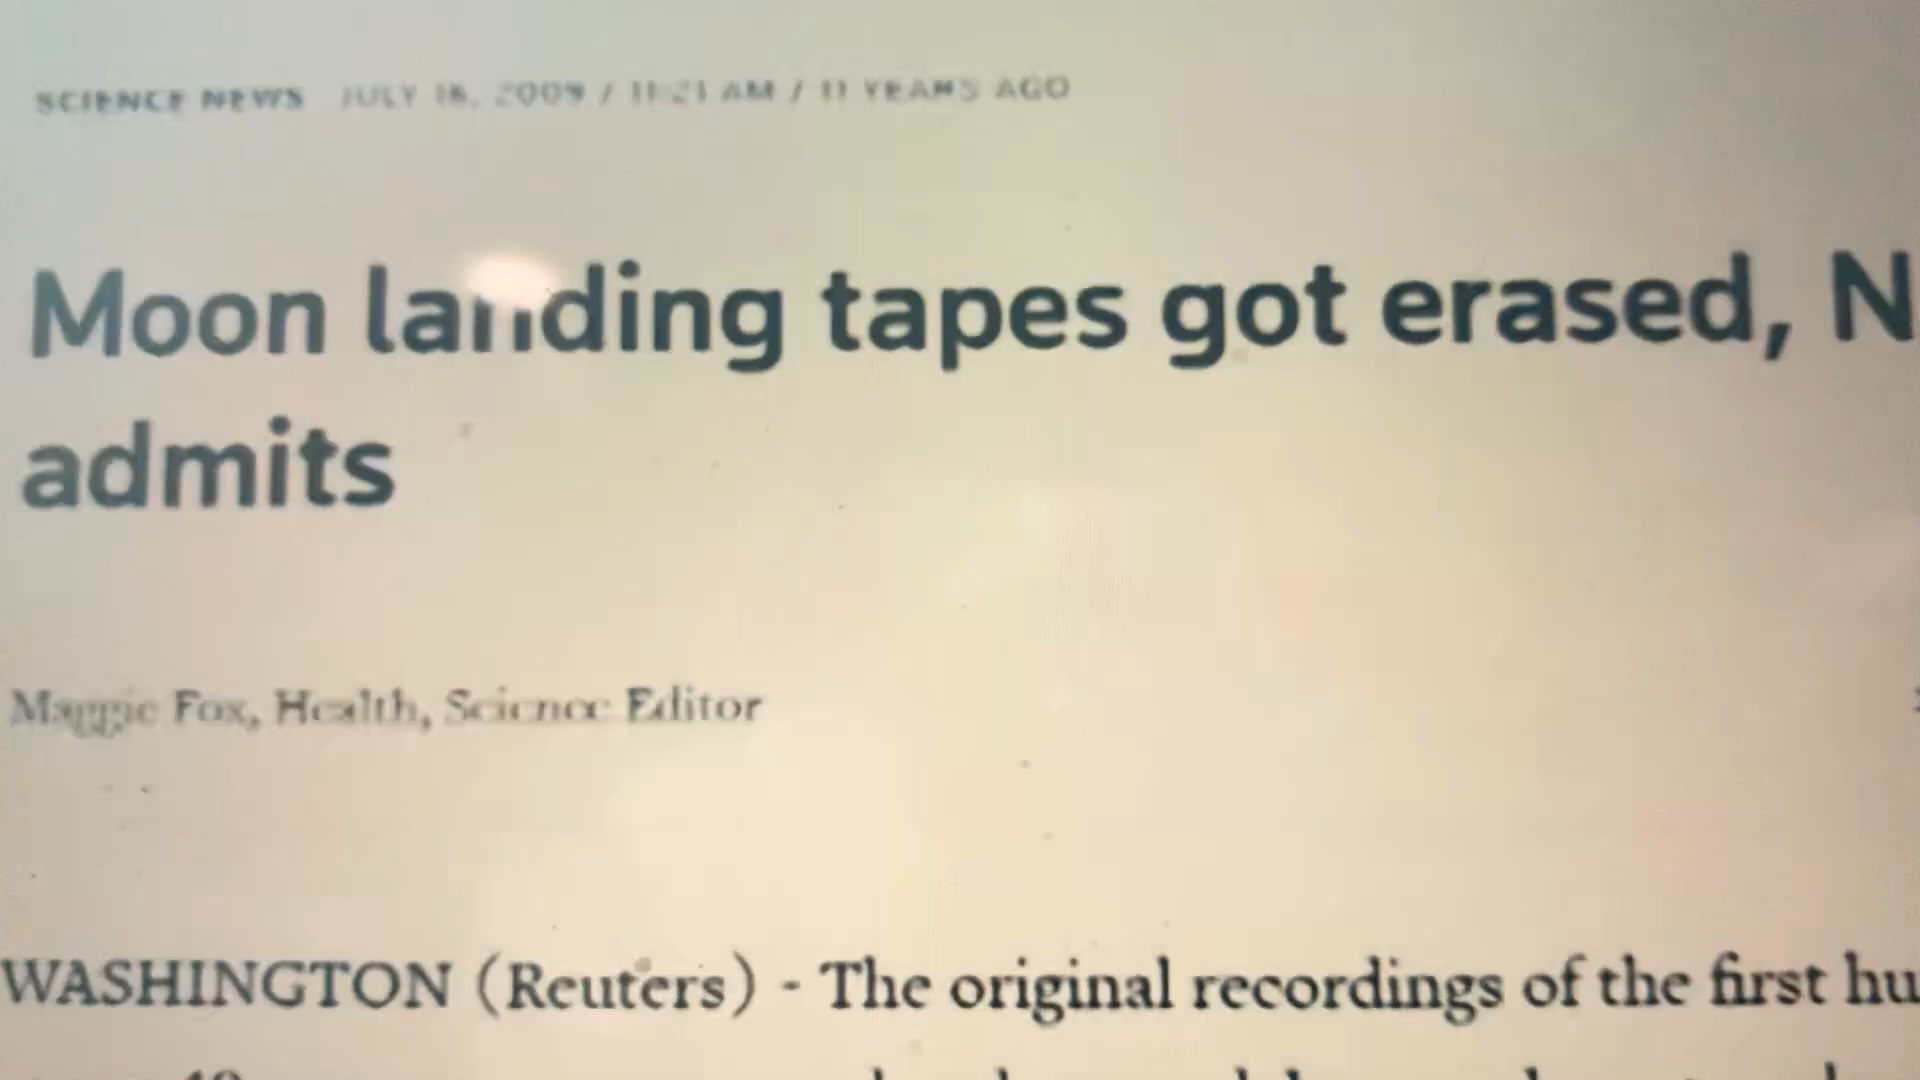 SCIENCE NEWS JULY 16, 2009 / 11:21 AM / 11 YEARS AGO
Moon landing tapes got erased, N
admits
Maggie Fox, Health, Science Editor
WASHINGTON (Reuters) - The original recordings of the first hu